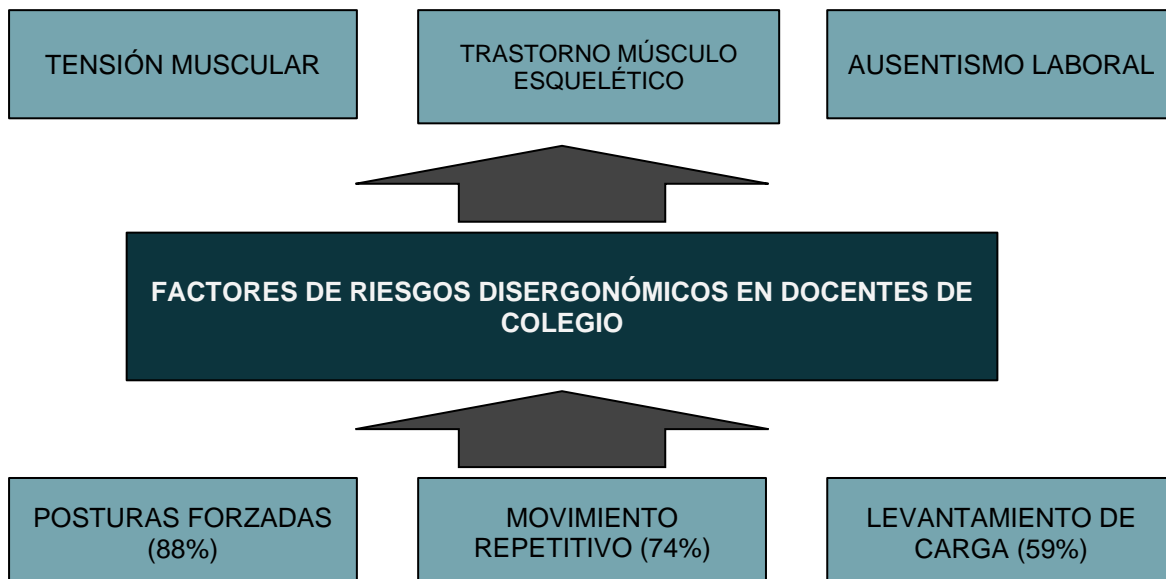 TENSIÓN MUSCULAR
TRASTORNO MÚSCULO
ESQUELÉTICO
AUSENTISMO LABORAL
FACTORES DE RIESGOS DISERGONÓMICOS EN DOCENTES DE
COLEGIO
POSTURAS FORZADAS
(88%)
MOVIMIENTO
REPETITIVO (74%)
LEVANTAMIENTO DE
CARGA (59%)